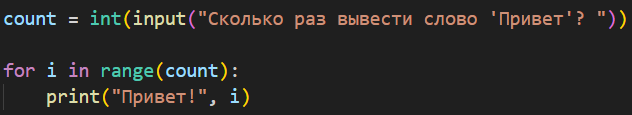 count = int(input("Сколько раз вывести слово 'Привет'? "))
for i in range(count):
    print("Привет!", i)